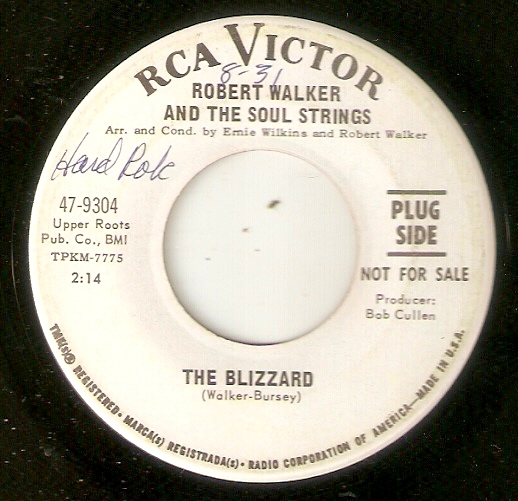 RCA VICTOR
8-31
ROBERT WALKER
AND THE SOUL STRINGS
Arr. and Cond. by Ernie Wilkins and Robert Walker
Hard Rok
47-9304
Upper Roots
Pub. Co., BMI
TPKM-7775
2:14
PLUG
SIDE
NOT FOR SALE
Producer:
Bob Cullen
THE BLIZZARD
(Walker-Bursey)
TMK(s)® REGISTERED • MARCA(s) REGISTRADA(s) • RADIO CORPORATION OF AMERICA—MADE IN U.S.A.